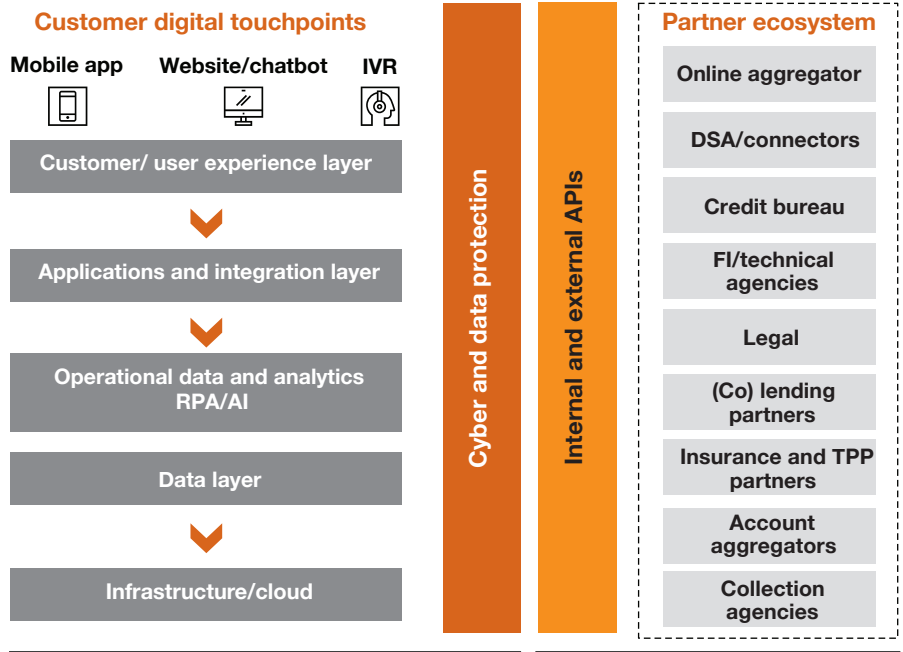 Customer digital touchpoints
Mobile app
Website/chatbot
IVR
Customer/ user experience layer
Applications and integration layer
Operational data and analytics
RPA/AI
Data layer
Infrastructure/cloud
Cyber and data protection
Internal and external APIs
Partner ecosystem
Online aggregator
DSA/connectors
Credit bureau
FI/technical
agencies
Legal
(Co) lending
partners
Insurance and TPP
partners
Account
aggregators
Collection
agencies